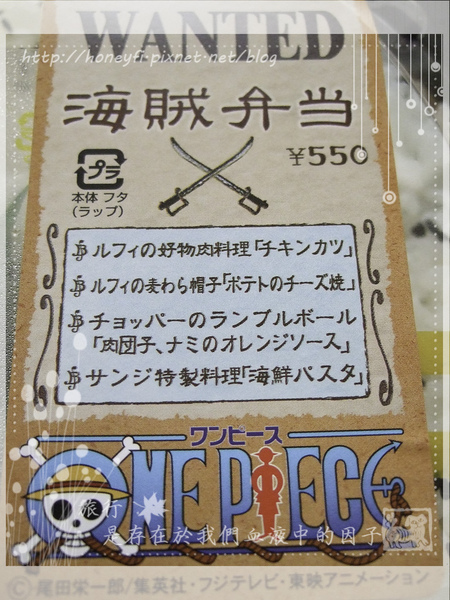 WANTED
http://honeyfi.pixnet.net/blog
海賊弁当
¥550
プラ
本体 フタ
(ラップ)
ルフィの好物肉料理「チキンカツ」
ルフィの麦わら帽子「ポテトのチーズ焼」
チョッパーのランブルボール
「肉団子、ナミのオレンジソース」
サンジ特製料理「海鮮パスタ」
ワンピース
ONE PIECE
旅行
是存在於我們血液中的因子
©尾田栄一郎/集英社・フジテレビ・東映アニメーション